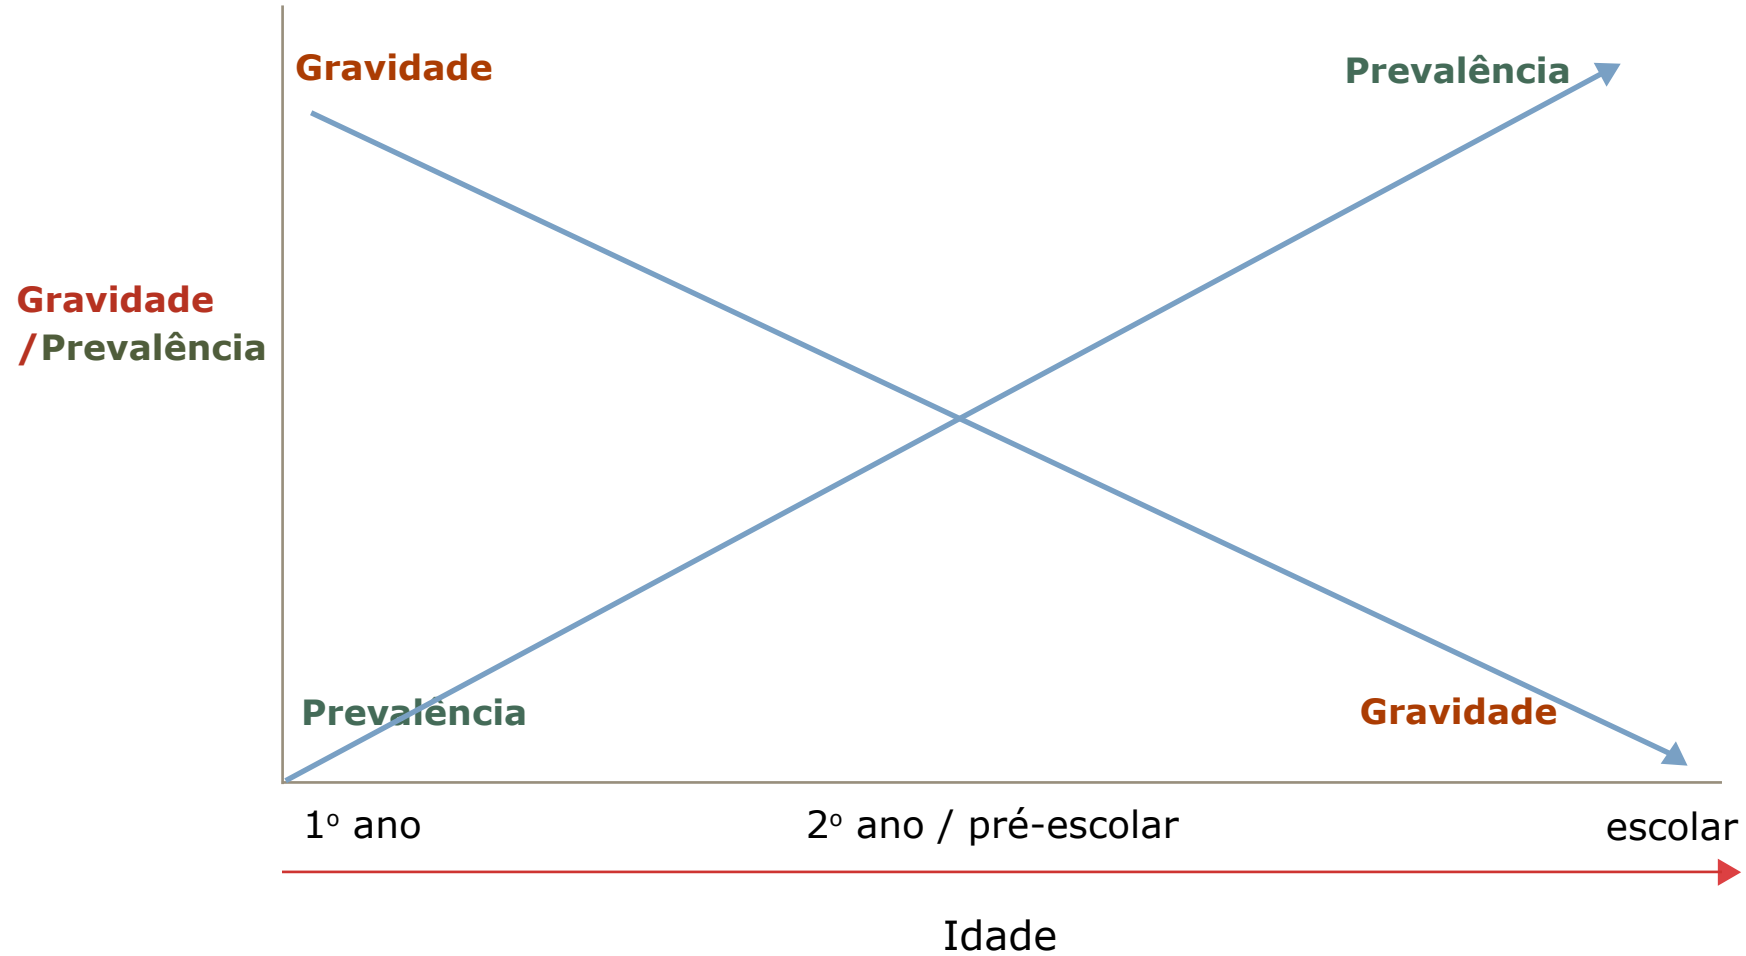 Gravidade
Prevalência
Gravidade
/Prevalência
Prevalência
Gravidade
1º ano
2º ano / pré-escolar
escolar
Idade